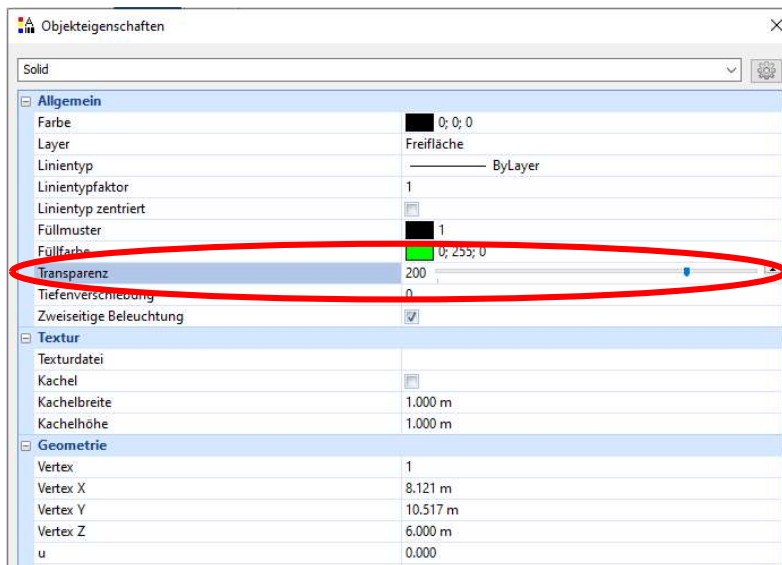 Objekteigenschaften
Solid
Allgemein
Farbe 0; 0; 0
Layer Freifläche
Linientyp ByLayer
Linientypfaktor 1
Linientyp zentriert
Füllmuster 1
Füllfarbe 0; 255; 0
Transparenz 200
Tiefenverschiebung 0
Zweiseitige Beleuchtung
Textur
Texturdatei
Kachel
Kachelbreite 1.000 m
Kachelhöhe 1.000 m
Geometrie
Vertex 1
Vertex X 8.121 m
Vertex Y 10.517 m
Vertex Z 6.000 m
u 0.000